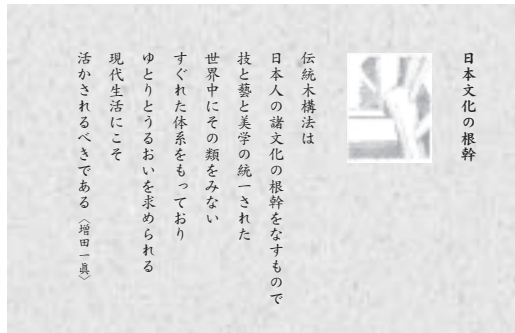 日本文化の根幹
伝統木構法は
日本人の諸文化の根幹をなすもので
技と藝と美学の統一された
世界中にその類をみない
すぐれた体系をもっており
ゆとりとうるおいを求められる
現代生活にこそ
活かされるべきである〈増田一眞〉